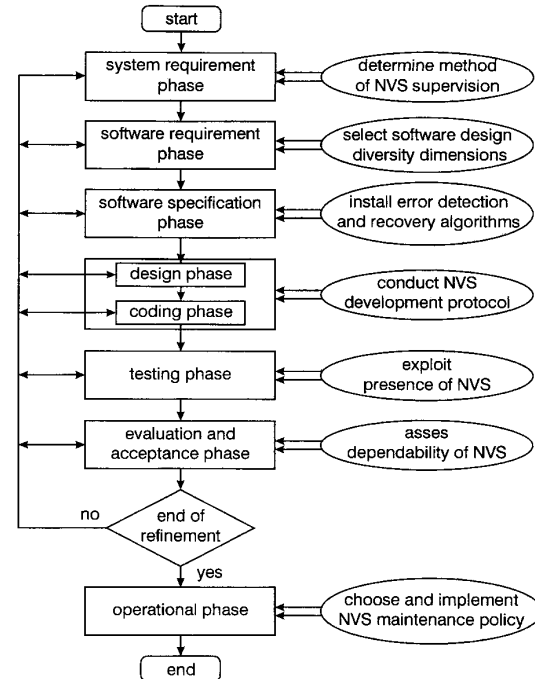 start
system requirement
phase
determine method
of NVS supervision
software requirement
phase
select software design
diversity dimensions
software specification
phase
install error detection
and recovery algorithms
design phase
coding phase
conduct NVS
development protocol
testing phase
exploit
presence of NVS
evaluation and
acceptance phase
asses
dependability of NVS
no
end of
refinement
yes
operational phase
choose and implement
NVS maintenance policy
end